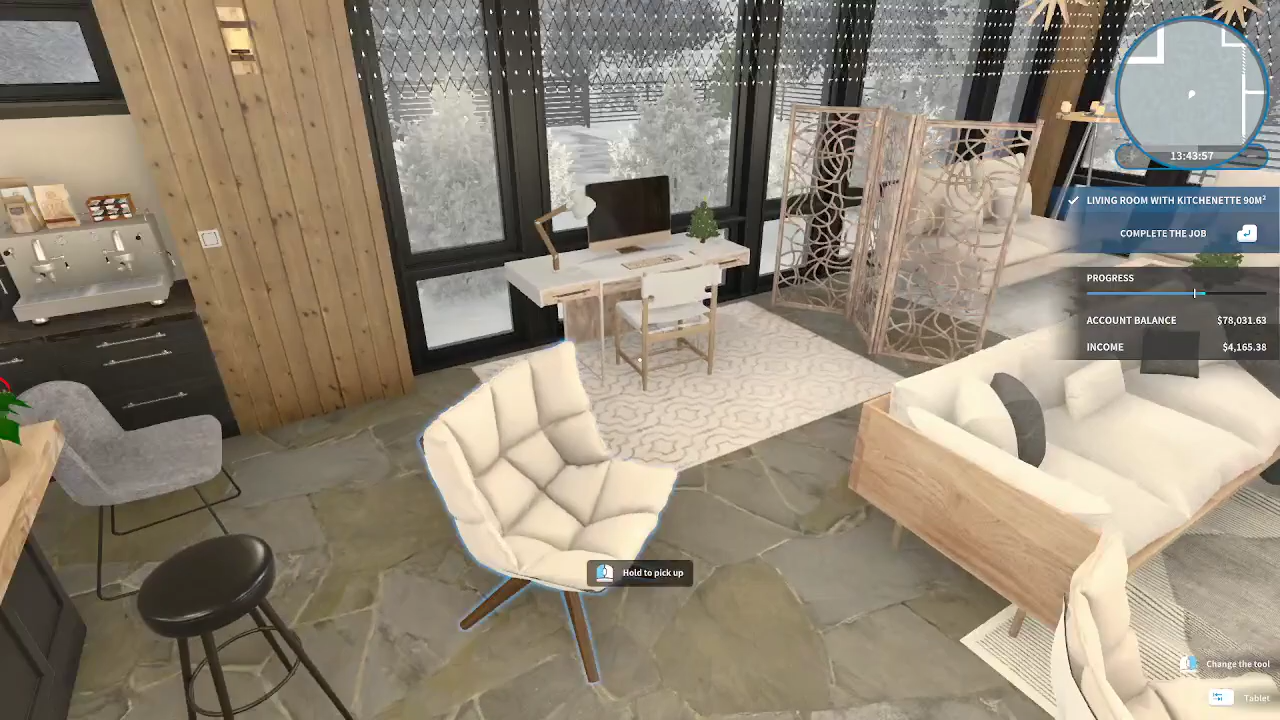 13:43:57
LIVING ROOM WITH KITCHENETTE 90M²
COMPLETE THE JOB
PROGRESS
ACCOUNT BALANCE $78,031.63
INCOME $4,165.38
Hold to pick up
Change the tool
Tablet